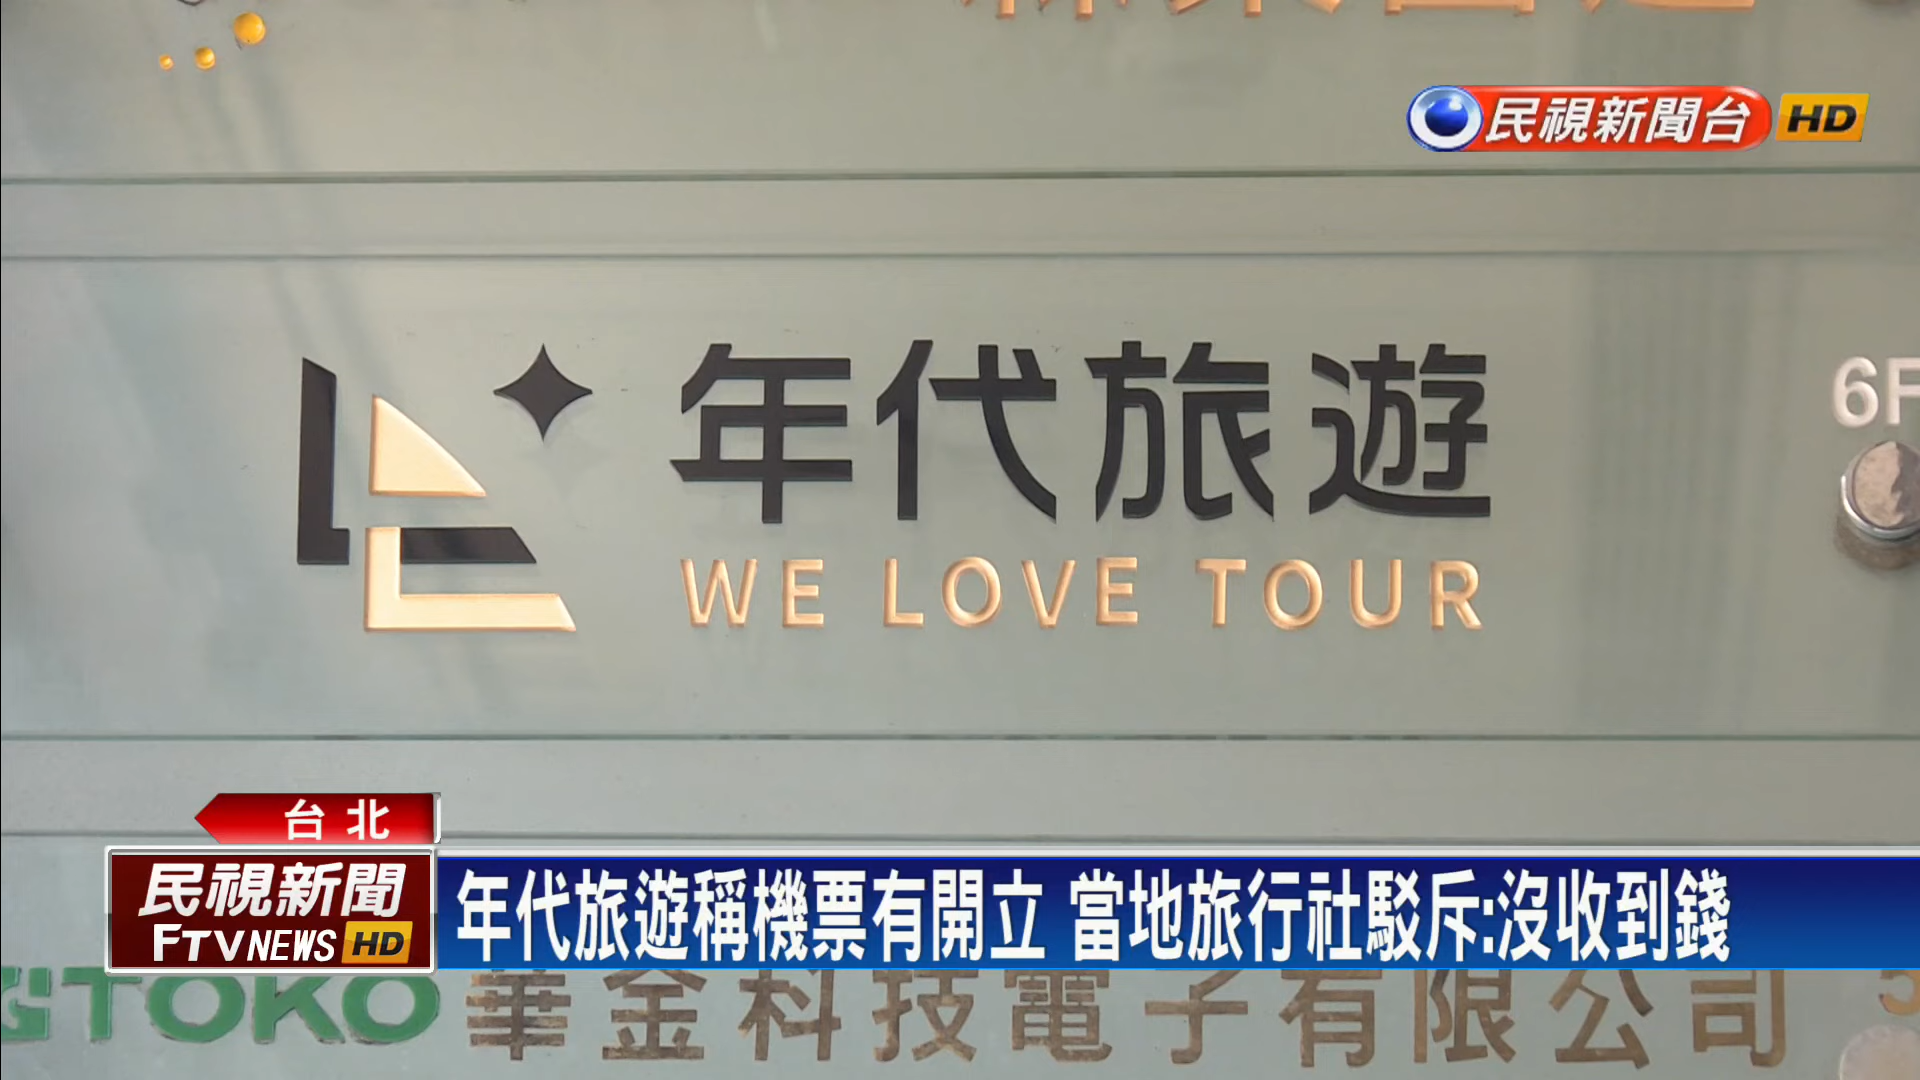 民視新聞台 HD
年代旅遊
6F
WE LOVE TOUR
台北
民視新聞
FTVNEWS HD
年代旅遊稱機票有開立 當地旅行社駁斥:沒收到錢
TOKO 華金科技電子有限公司